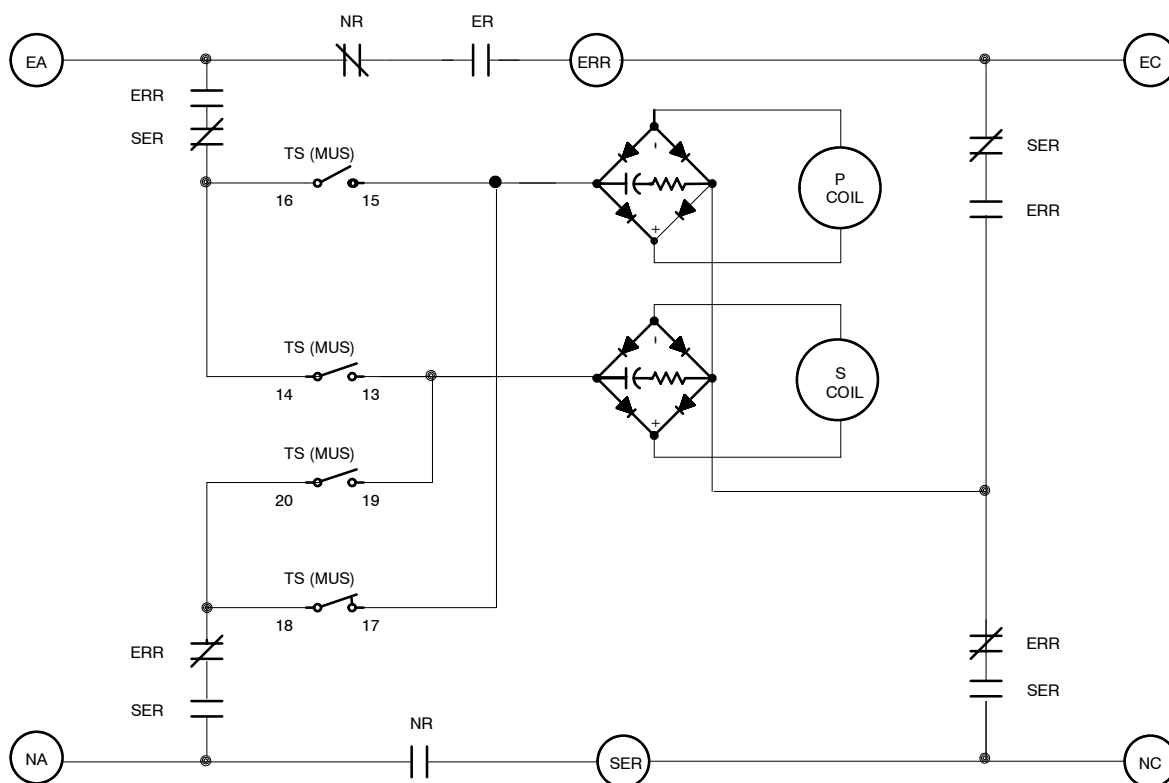 NR
ER
EA
ERR
EC
ERR
SER
TS (MUS)
16
15
-
+
P
COIL
SER
ERR
TS (MUS)
14
13
-
+
S
COIL
TS (MUS)
20
19
TS (MUS)
18
17
ERR
SER
ERR
SER
NR
NA
SER
NC